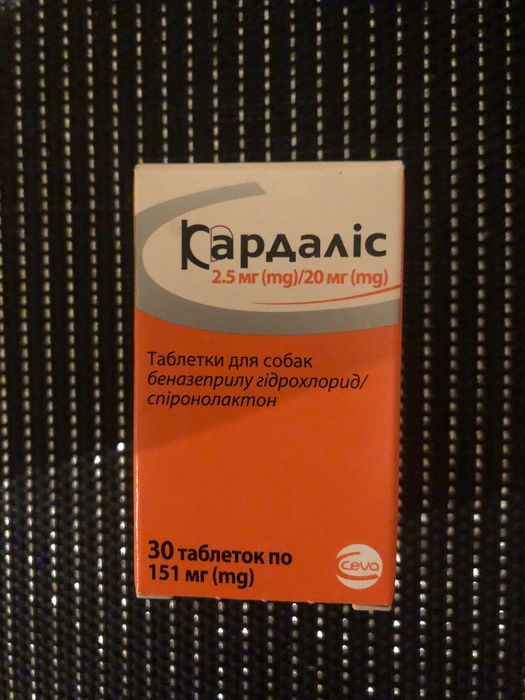 Кардаліс
2.5 мг (mg)/20 мг (mg)
Таблетки для собак
беназеприлу гідрохлорид/
спіронолактон
30 таблеток по
151 мг (mg)
ceva